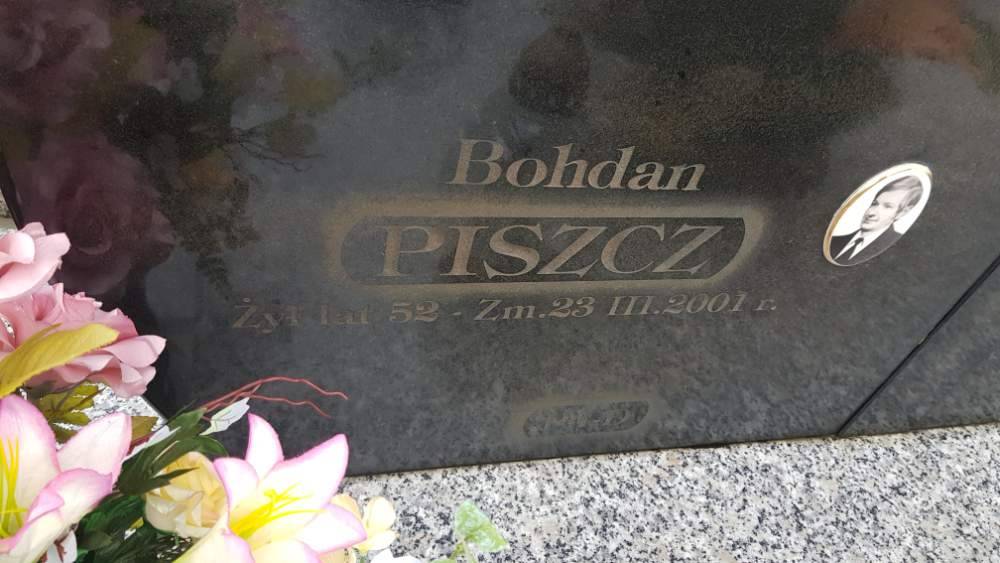 Bohdan
PISZCZ
Żył lat 52 - Zm.23 III.2001 r.